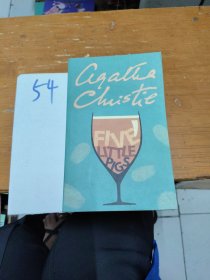 54
Agatha
Christie
FIVE
LITTLE
PIGS